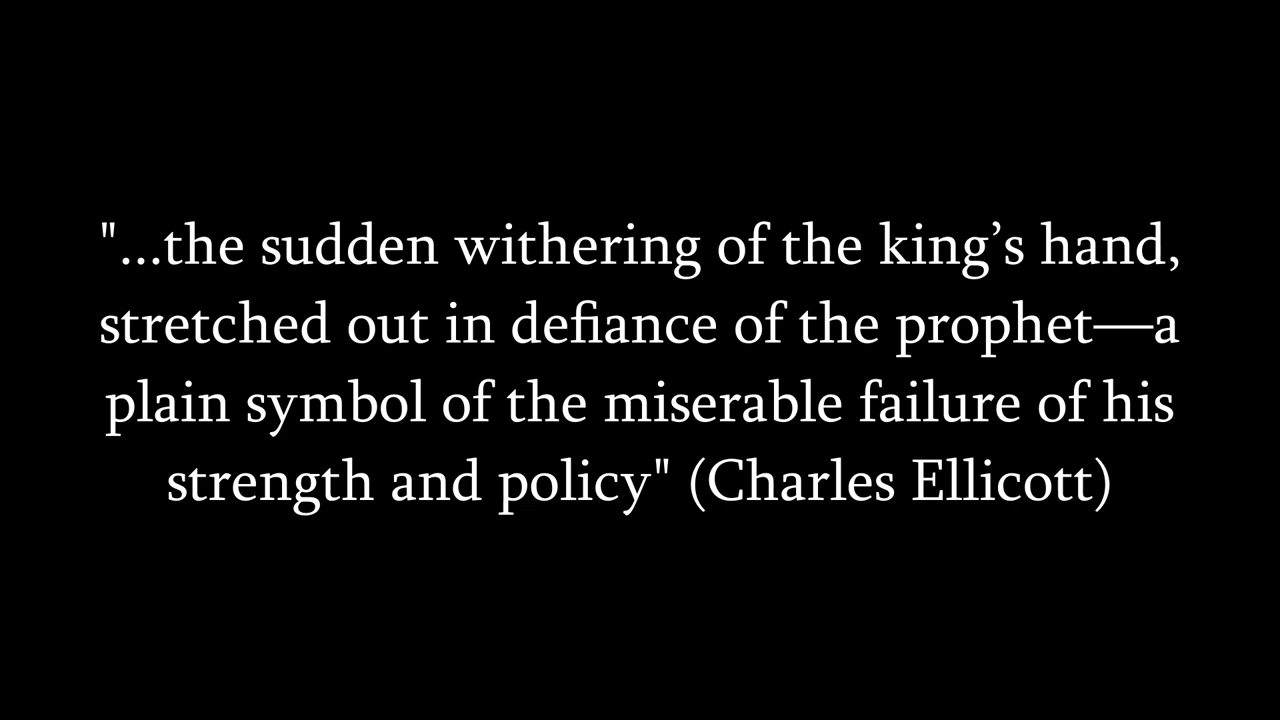 "...the sudden withering of the king’s hand,
stretched out in defiance of the prophet—a
plain symbol of the miserable failure of his
strength and policy" (Charles Ellicott)